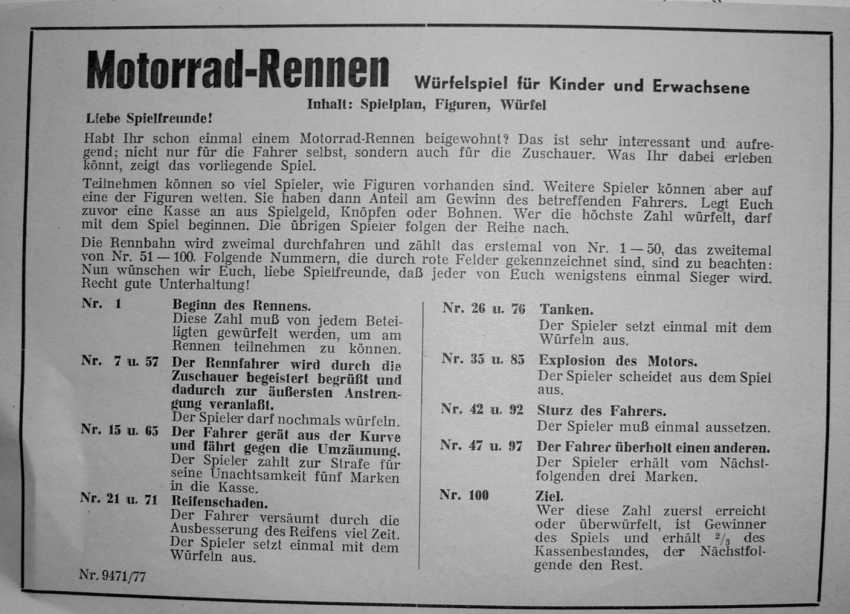 Motorrad-Rennen Würfelspiel für Kinder und Erwachsene
Inhalt: Spielplan, Figuren, Würfel
Liebe Spielfreunde!
Habt Ihr schon einmal einem Motorrad-Rennen beigewohnt? Das ist sehr interessant und aufre-
gend; nicht nur für die Fahrer selbst, sondern auch für die Zuschauer. Was Ihr dabei erleben
könnt, zeigt das vorliegende Spiel.
Teilnehmen können so viel Spieler, wie Figuren vorhanden sind. Weitere Spieler können aber auf
eine der Figuren wetten. Sie haben dann Anteil am Gewinn des betreffenden Fahrers. Legt Euch
zuvor eine Kasse an aus Spielgeld, Knöpfen oder Bohnen. Wer die höchste Zahl würfelt, darf
mit dem Spiel beginnen. Die übrigen Spieler folgen der Reihe nach.
Die Rennbahn wird zweimal durchfahren und zählt das erstemal von Nr. 1 — 50, das zweitemal
von Nr. 51 — 100. Folgende Nummern, die durch rote Felder gekennzeichnet sind, sind zu beachten:
Nun wünschen wir Euch, liebe Spielfreunde, daß jeder von Euch wenigstens einmal Sieger wird.
Recht gute Unterhaltung!
Nr. 1 Beginn des Rennens.
Diese Zahl muß von jedem Betei-
ligten gewürfelt werden, um am
Rennen teilnehmen zu können.
Nr. 7 u. 57 Der Rennfahrer wird durch die
Zuschauer begeistert begrüßt und
dadurch zur äußersten Anstren-
gung veranlaßt.
Der Spieler darf nochmals würfeln.
Nr. 15 u. 65 Der Fahrer gerät aus der Kurve
und fährt gegen die Umzäunung.
Der Spieler zahlt zur Strafe für
seine Unachtsamkeit fünf Marken
in die Kasse.
Nr. 21 u. 71 Reifenschaden.
Der Fahrer versäumt durch die
Ausbesserung des Reifens viel Zeit.
Der Spieler setzt einmal mit dem
Würfeln aus.
Nr. 9471/77
Nr. 26 u. 76 Tanken.
Der Spieler setzt einmal mit dem
Würfeln aus.
Nr. 35 u. 85 Explosion des Motors.
Der Spieler scheidet aus dem Spiel
aus.
Nr. 42 u. 92 Sturz des Fahrers.
Der Spieler muß einmal aussetzen.
Nr. 47 u. 97 Der Fahrer überholt einen anderen.
Der Spieler erhält vom Nächst-
folgenden drei Marken.
Nr. 100 Ziel.
Wer diese Zahl zuerst erreicht
oder überwürfelt, ist Gewinner
des Spiels und erhält 2/3 des
Kassenbestandes, der Nächstfol-
gende den Rest.